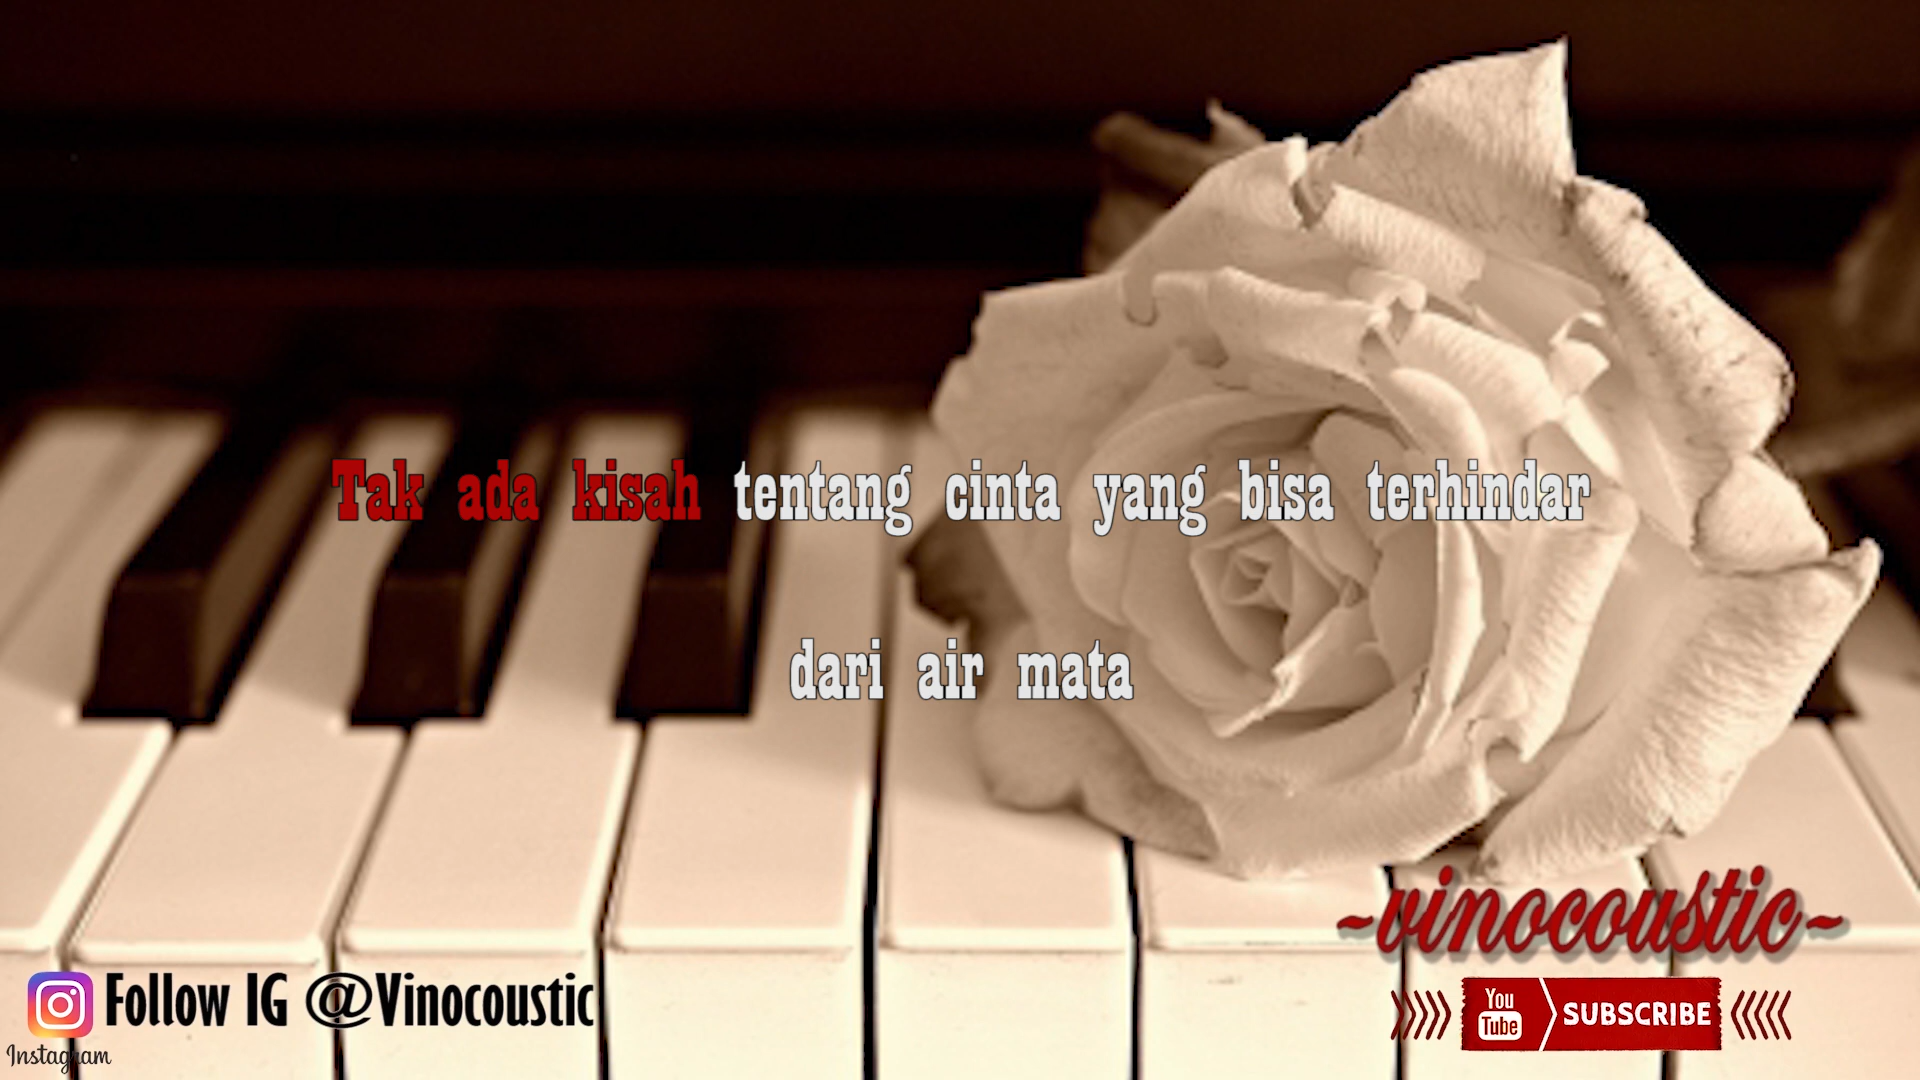 Tak ada kisah tentang cinta yang bisa terhindar
dari air mata
~vinocoustic~
Follow IG @Vinocoustic
You Tube SUBSCRIBE
Instagram